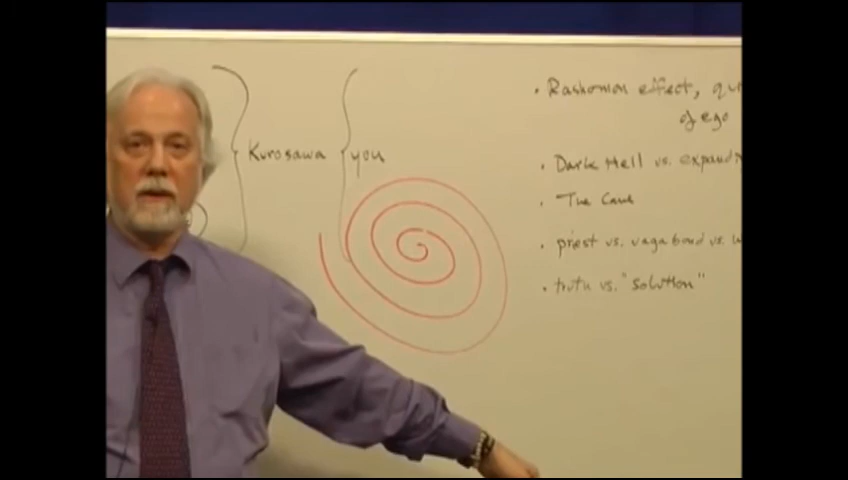 Kurosawa
you
• Rashomon effect,
of ego
• Dark Hell vs.
• The Cave
• priest vs. vagabond vs.
• truth vs. "solution"